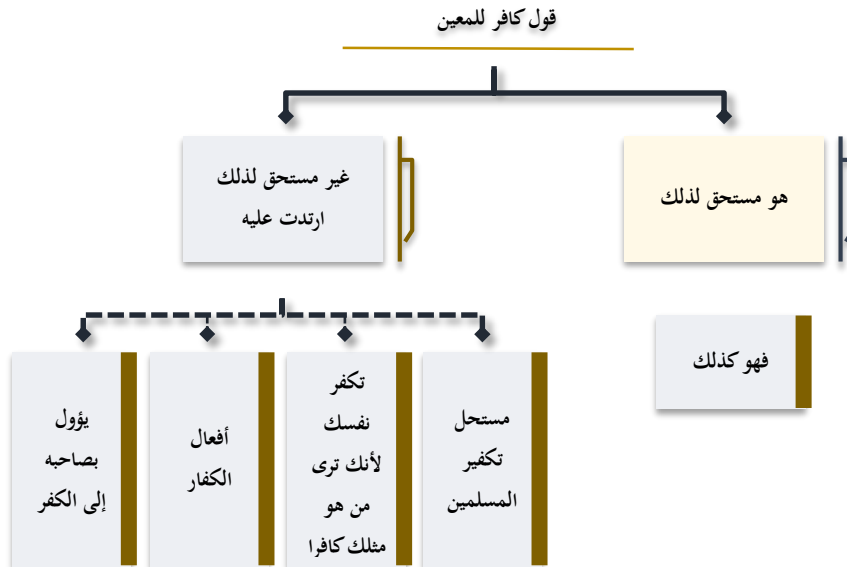 قول كافر للمعين
هو مستحق لذلك
غير مستحق لذلك
ارتدت عليه
فهو كذلك
مستحل
تكفير
المسلمين
تكفر
نفسك
لأنك ترى
من هو
مثلك كافرا
أفعال
الكفار
يؤول
بصاحبه
إلى الكفر